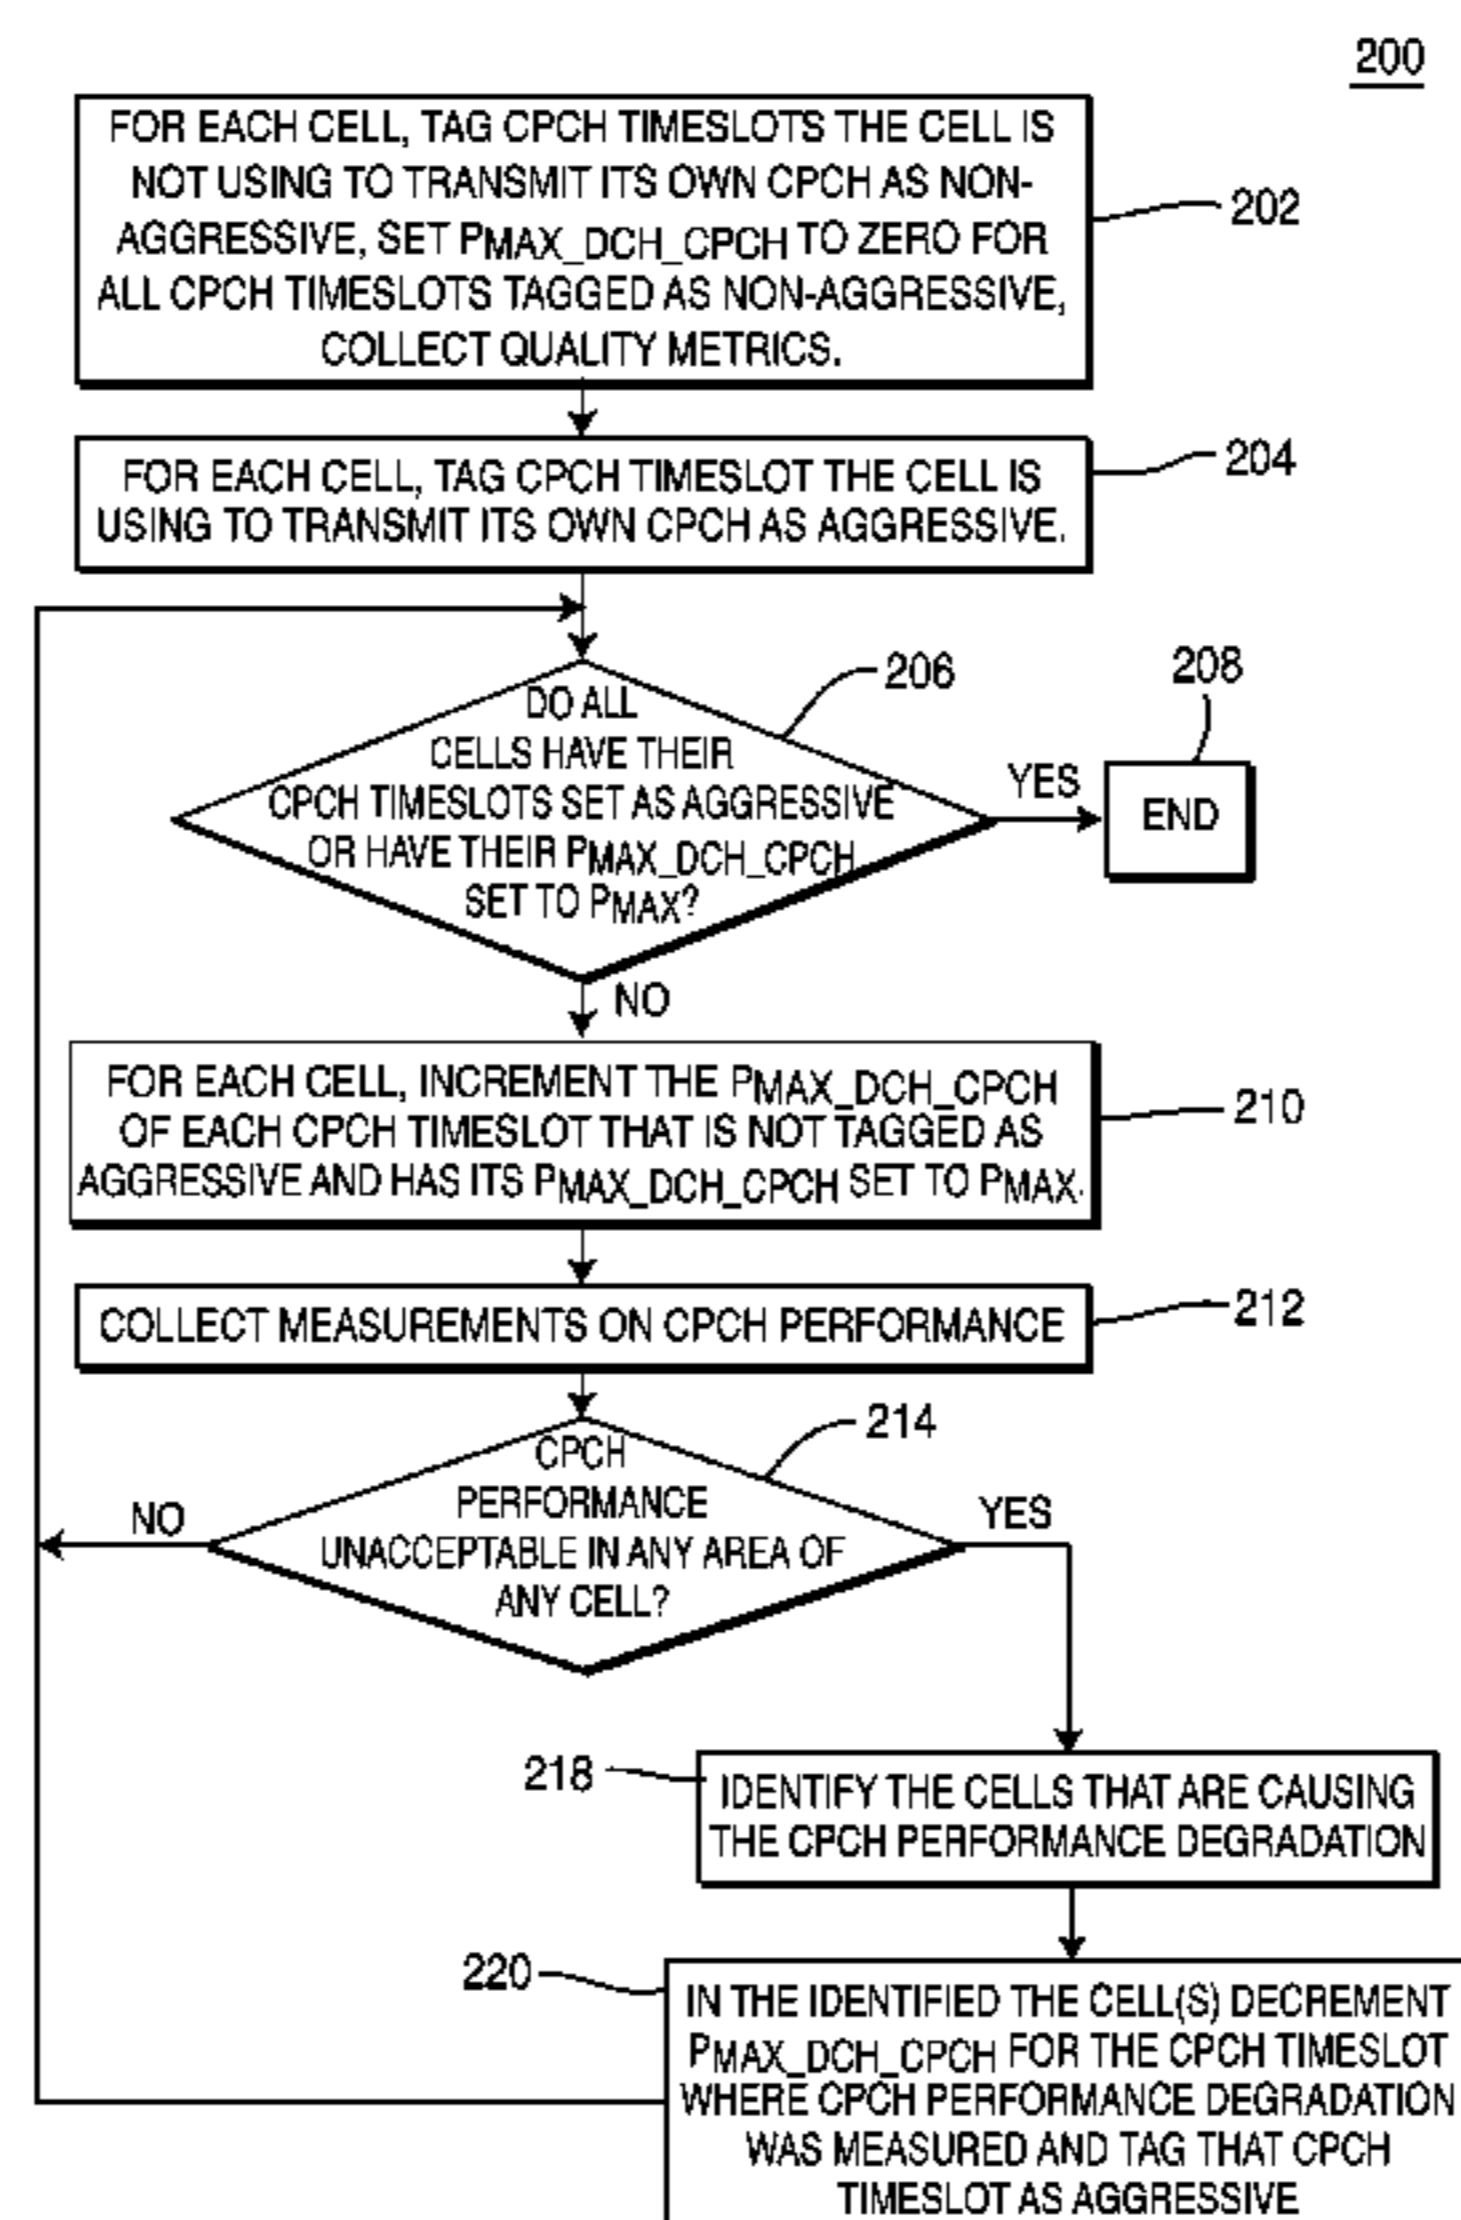 200
FOR EACH CELL, TAG CPCH TIMESLOTS THE CELL IS
NOT USING TO TRANSMIT ITS OWN CPCH AS NON-
AGGRESSIVE, SET PMAX_DCH_CPCH TO ZERO FOR
ALL CPCH TIMESLOTS TAGGED AS NON-AGGRESSIVE,
COLLECT QUALITY METRICS.
202
FOR EACH CELL, TAG CPCH TIMESLOT THE CELL IS
USING TO TRANSMIT ITS OWN CPCH AS AGGRESSIVE.
204
DO ALL
CELLS HAVE THEIR
CPCH TIMESLOTS SET AS AGGRESSIVE
OR HAVE THEIR PMAX_DCH_CPCH
SET TO PMAX?
206
YES
208
END
NO
FOR EACH CELL, INCREMENT THE PMAX_DCH_CPCH
OF EACH CPCH TIMESLOT THAT IS NOT TAGGED AS
AGGRESSIVE AND HAS ITS PMAX_DCH_CPCH SET TO PMAX.
210
COLLECT MEASUREMENTS ON CPCH PERFORMANCE
212
CPCH
PERFORMANCE
UNACCEPTABLE IN ANY AREA OF
ANY CELL?
214
NO
YES
218
IDENTIFY THE CELLS THAT ARE CAUSING
THE CPCH PERFORMANCE DEGRADATION
220
IN THE IDENTIFIED THE CELL(S) DECREMENT
PMAX_DCH_CPCH FOR THE CPCH TIMESLOT
WHERE CPCH PERFORMANCE DEGRADATION
WAS MEASURED AND TAG THAT CPCH
TIMESLOT AS AGGRESSIVE